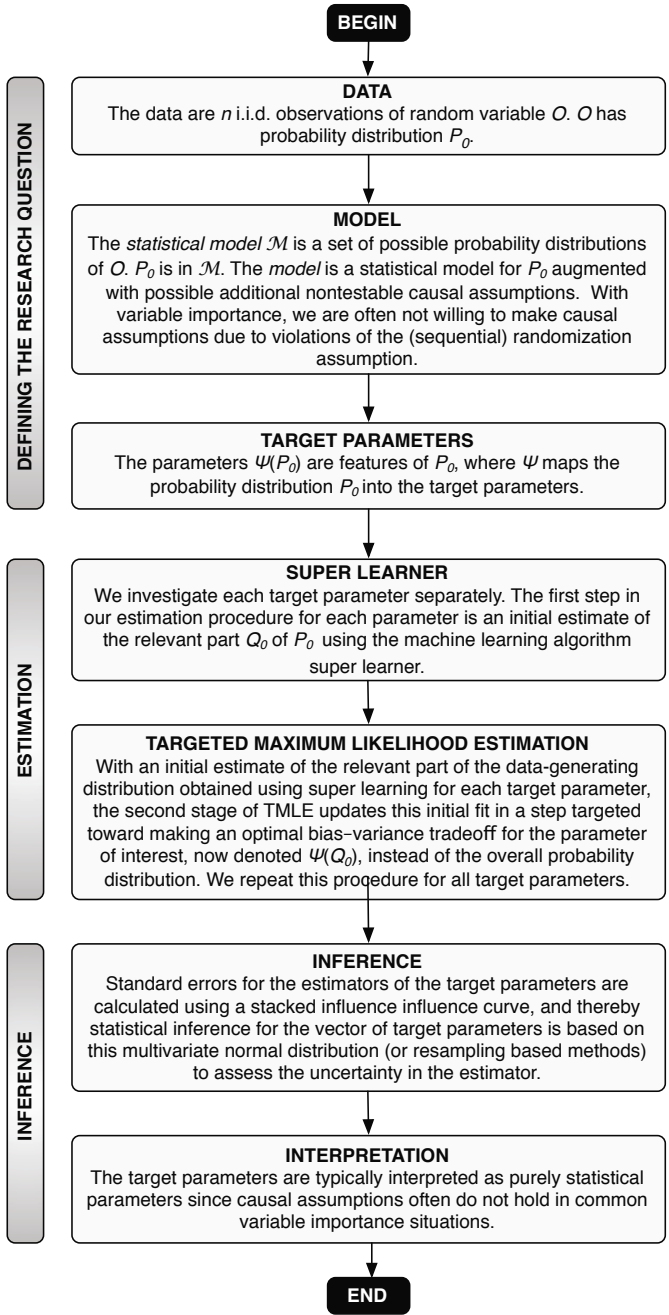 BEGIN
DEFINING THE RESEARCH QUESTION
DATA
The data are n i.i.d. observations of random variable O. O has
probability distribution P₀.
MODEL
The statistical model ℳ is a set of possible probability distributions
of O. P₀ is in ℳ. The model is a statistical model for P₀ augmented
with possible additional nontestable causal assumptions. With
variable importance, we are often not willing to make causal
assumptions due to violations of the (sequential) randomization
assumption.
TARGET PARAMETERS
The parameters Ψ(P₀) are features of P₀, where Ψ maps the
probability distribution P₀ into the target parameters.
ESTIMATION
SUPER LEARNER
We investigate each target parameter separately. The first step in
our estimation procedure for each parameter is an initial estimate of
the relevant part Q₀ of P₀ using the machine learning algorithm
super learner.
TARGETED MAXIMUM LIKELIHOOD ESTIMATION
With an initial estimate of the relevant part of the data-generating
distribution obtained using super learning for each target parameter,
the second stage of TMLE updates this initial fit in a step targeted
toward making an optimal bias–variance tradeoff for the parameter
of interest, now denoted Ψ(Q₀), instead of the overall probability
distribution. We repeat this procedure for all target parameters.
INFERENCE
INFERENCE
Standard errors for the estimators of the target parameters are
calculated using a stacked influence influence curve, and thereby
statistical inference for the vector of target parameters is based on
this multivariate normal distribution (or resampling based methods)
to assess the uncertainty in the estimator.
INTERPRETATION
The target parameters are typically interpreted as purely statistical
parameters since causal assumptions often do not hold in common
variable importance situations.
END